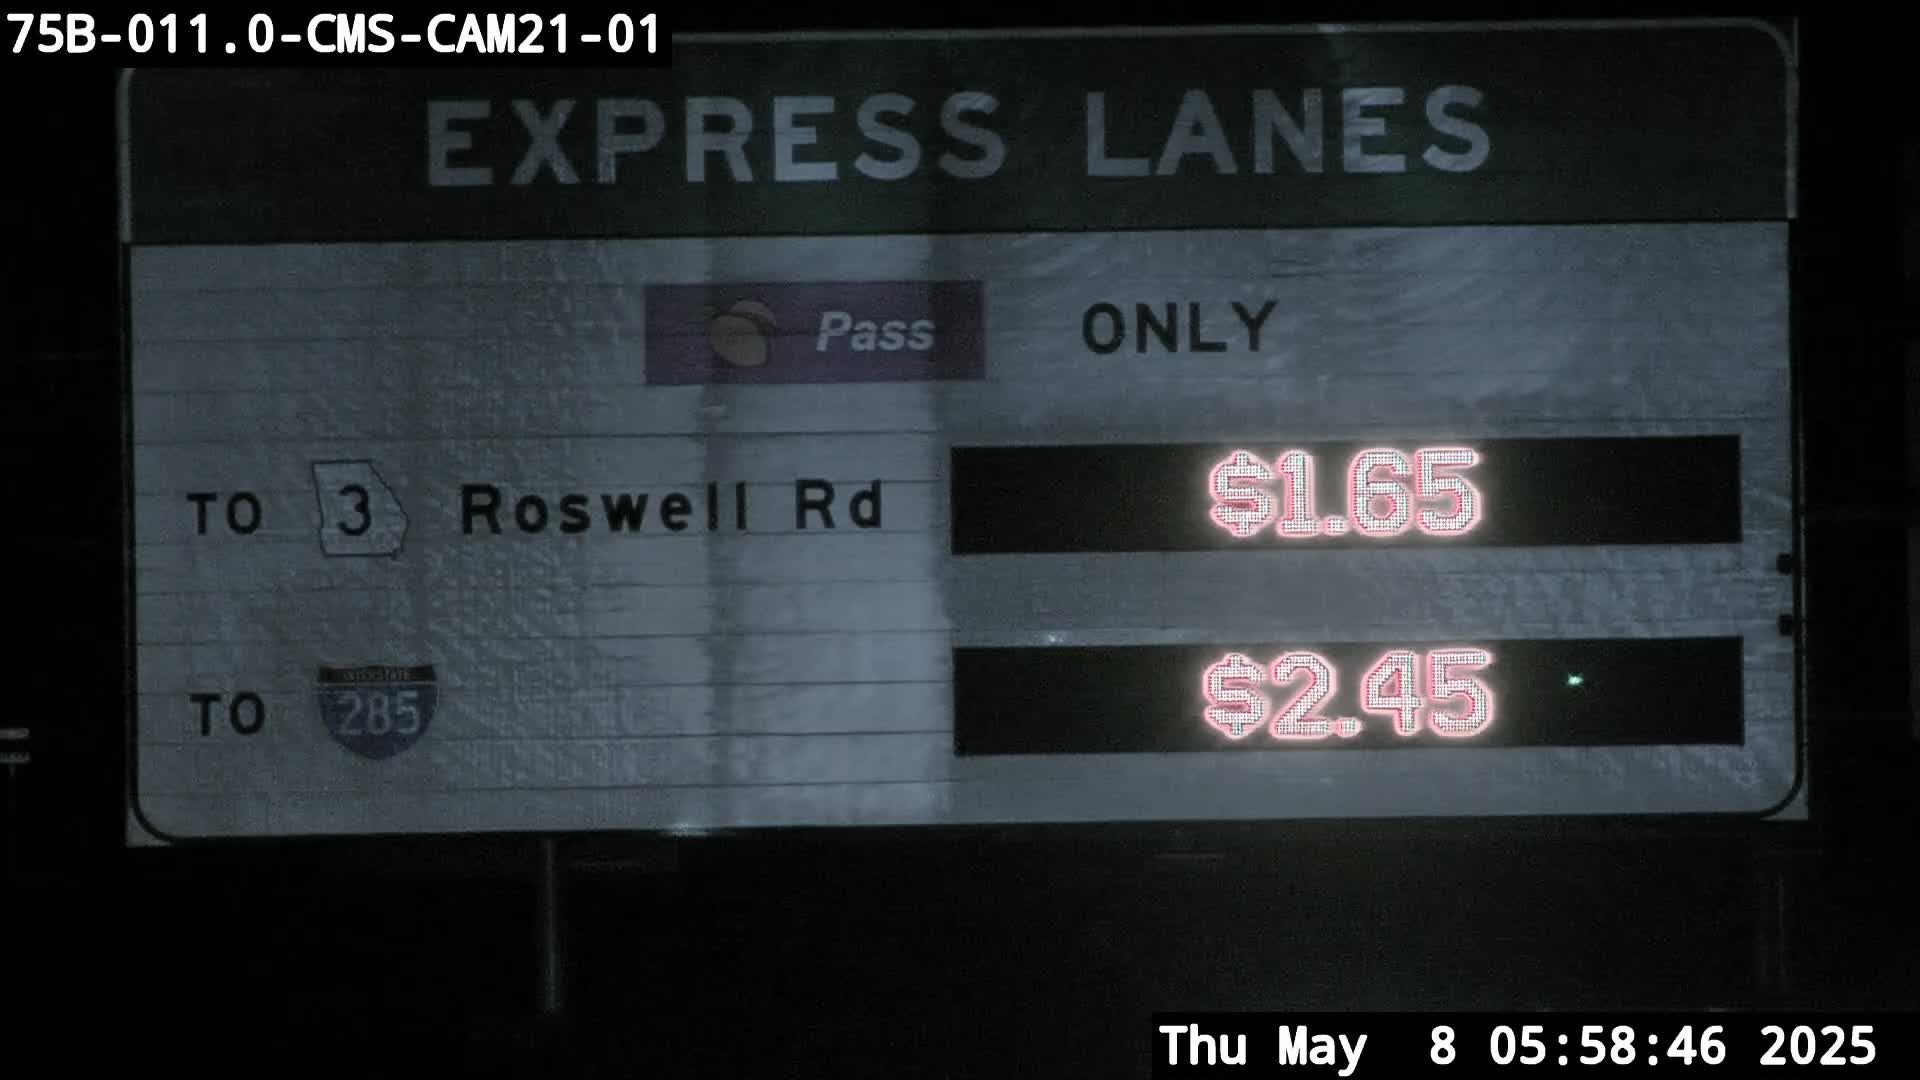 75B-011.0-CMS-CAM21-01
EXPRESS LANES
Pass ONLY
TO 3 Roswell Rd $1.65
INTERSTATE
TO 285 $2.45
Thu May 8 05:58:46 2025